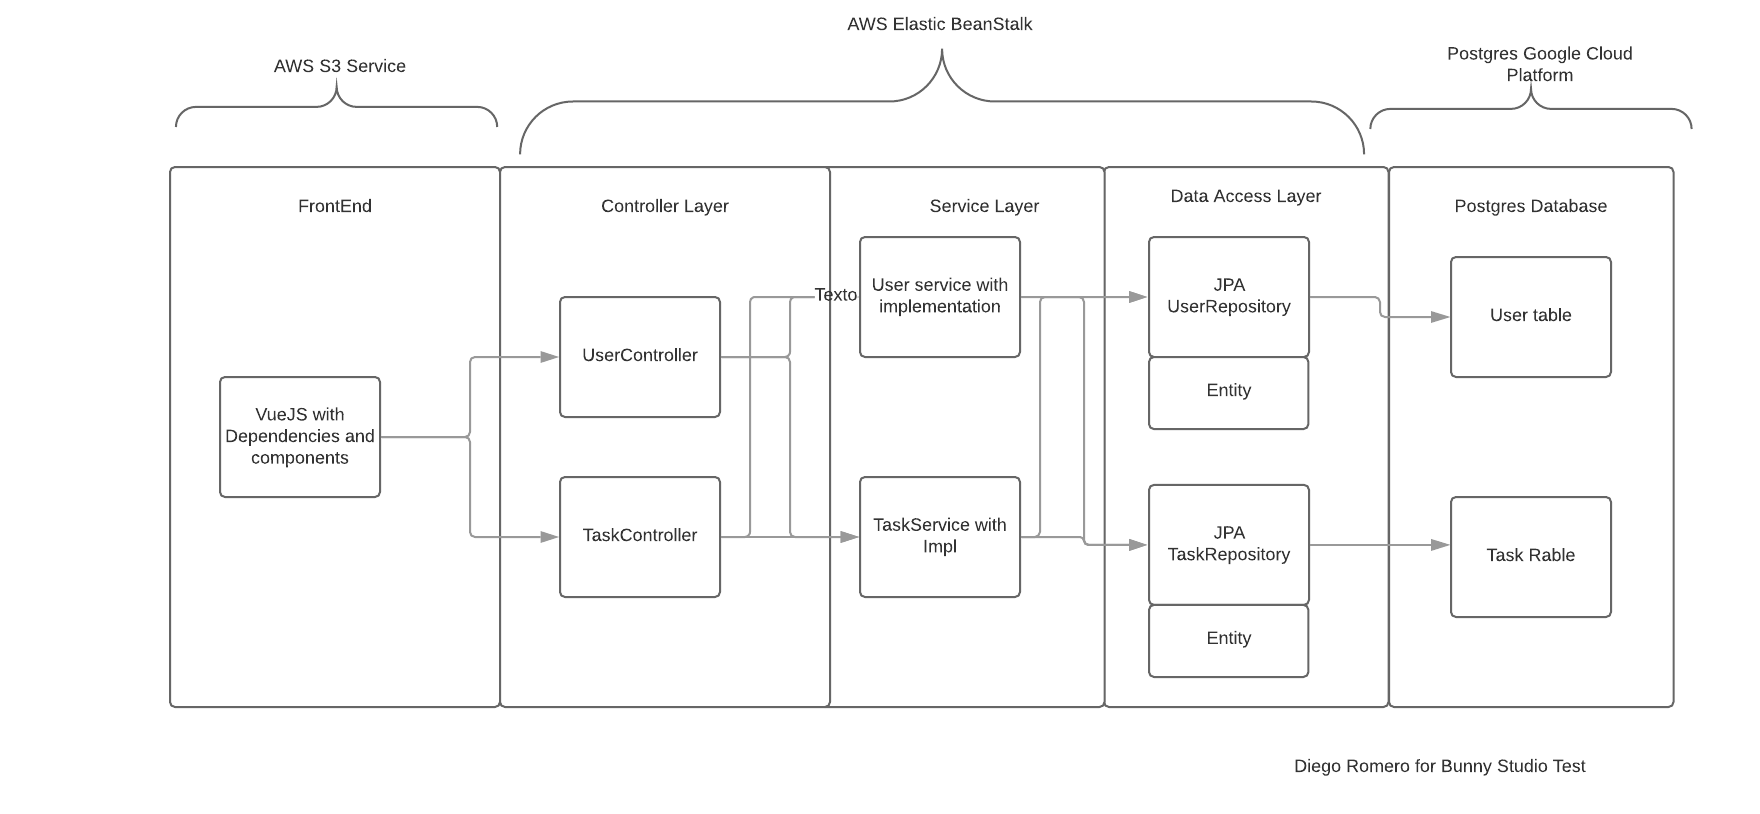 AWS Elastic BeanStalk
AWS S3 Service
Postgres Google Cloud
Platform
FrontEnd
Controller Layer
Service Layer
Data Access Layer
Postgres Database
VueJS with
Dependencies and
components
UserController
TaskController
Texto
User service with
implementation
TaskService with
Impl
JPA
UserRepository
Entity
JPA
TaskRepository
Entity
User table
Task Rable
Diego Romero for Bunny Studio Test